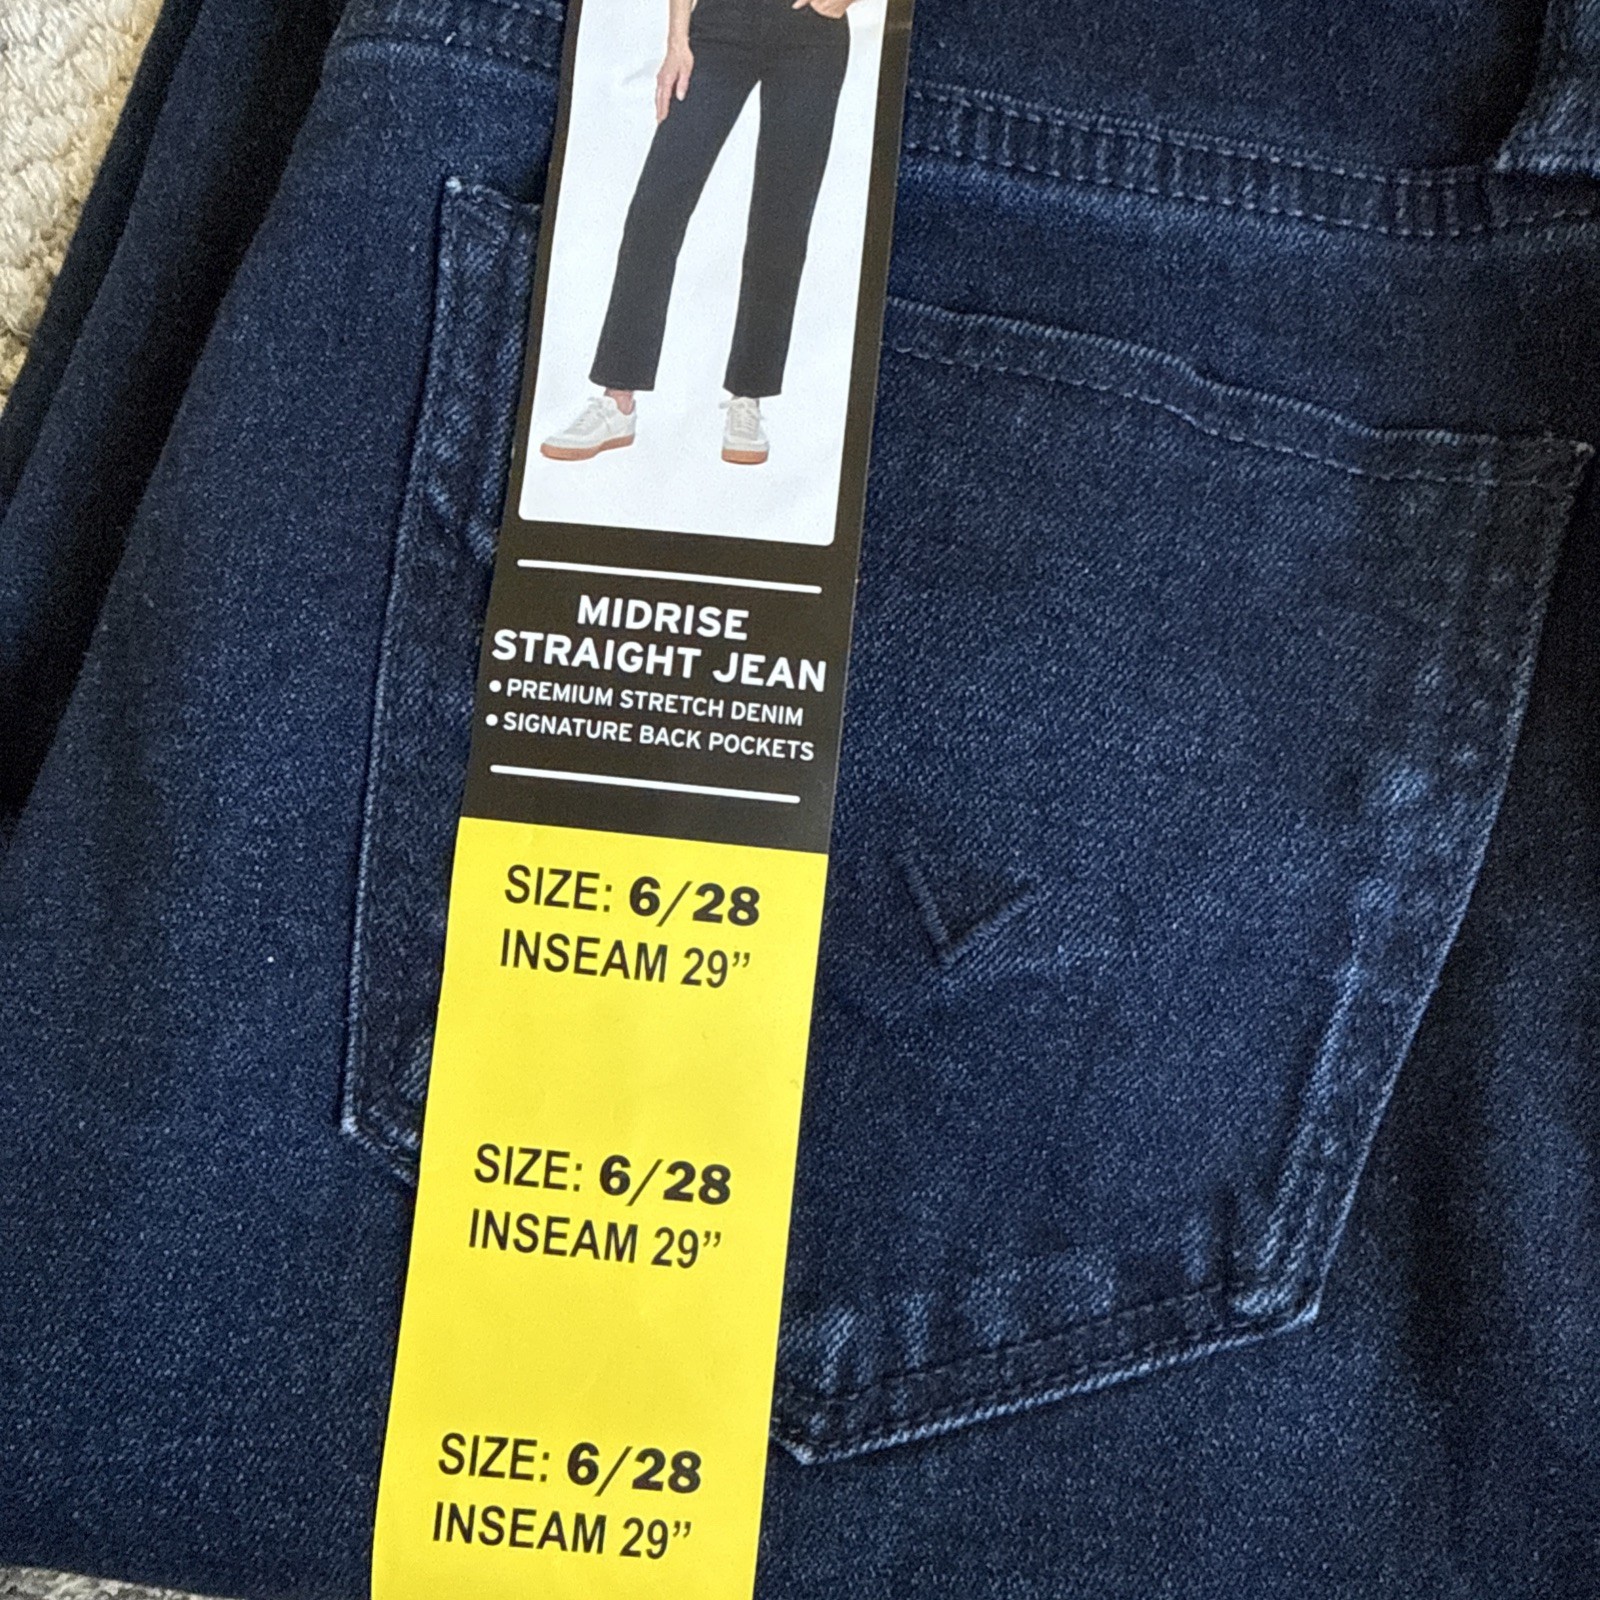 MIDRISE
STRAIGHT JEAN
• PREMIUM STRETCH DENIM
• SIGNATURE BACK POCKETS
SIZE: 6/28
INSEAM 29”
SIZE: 6/28
INSEAM 29”
SIZE: 6/28
INSEAM 29”